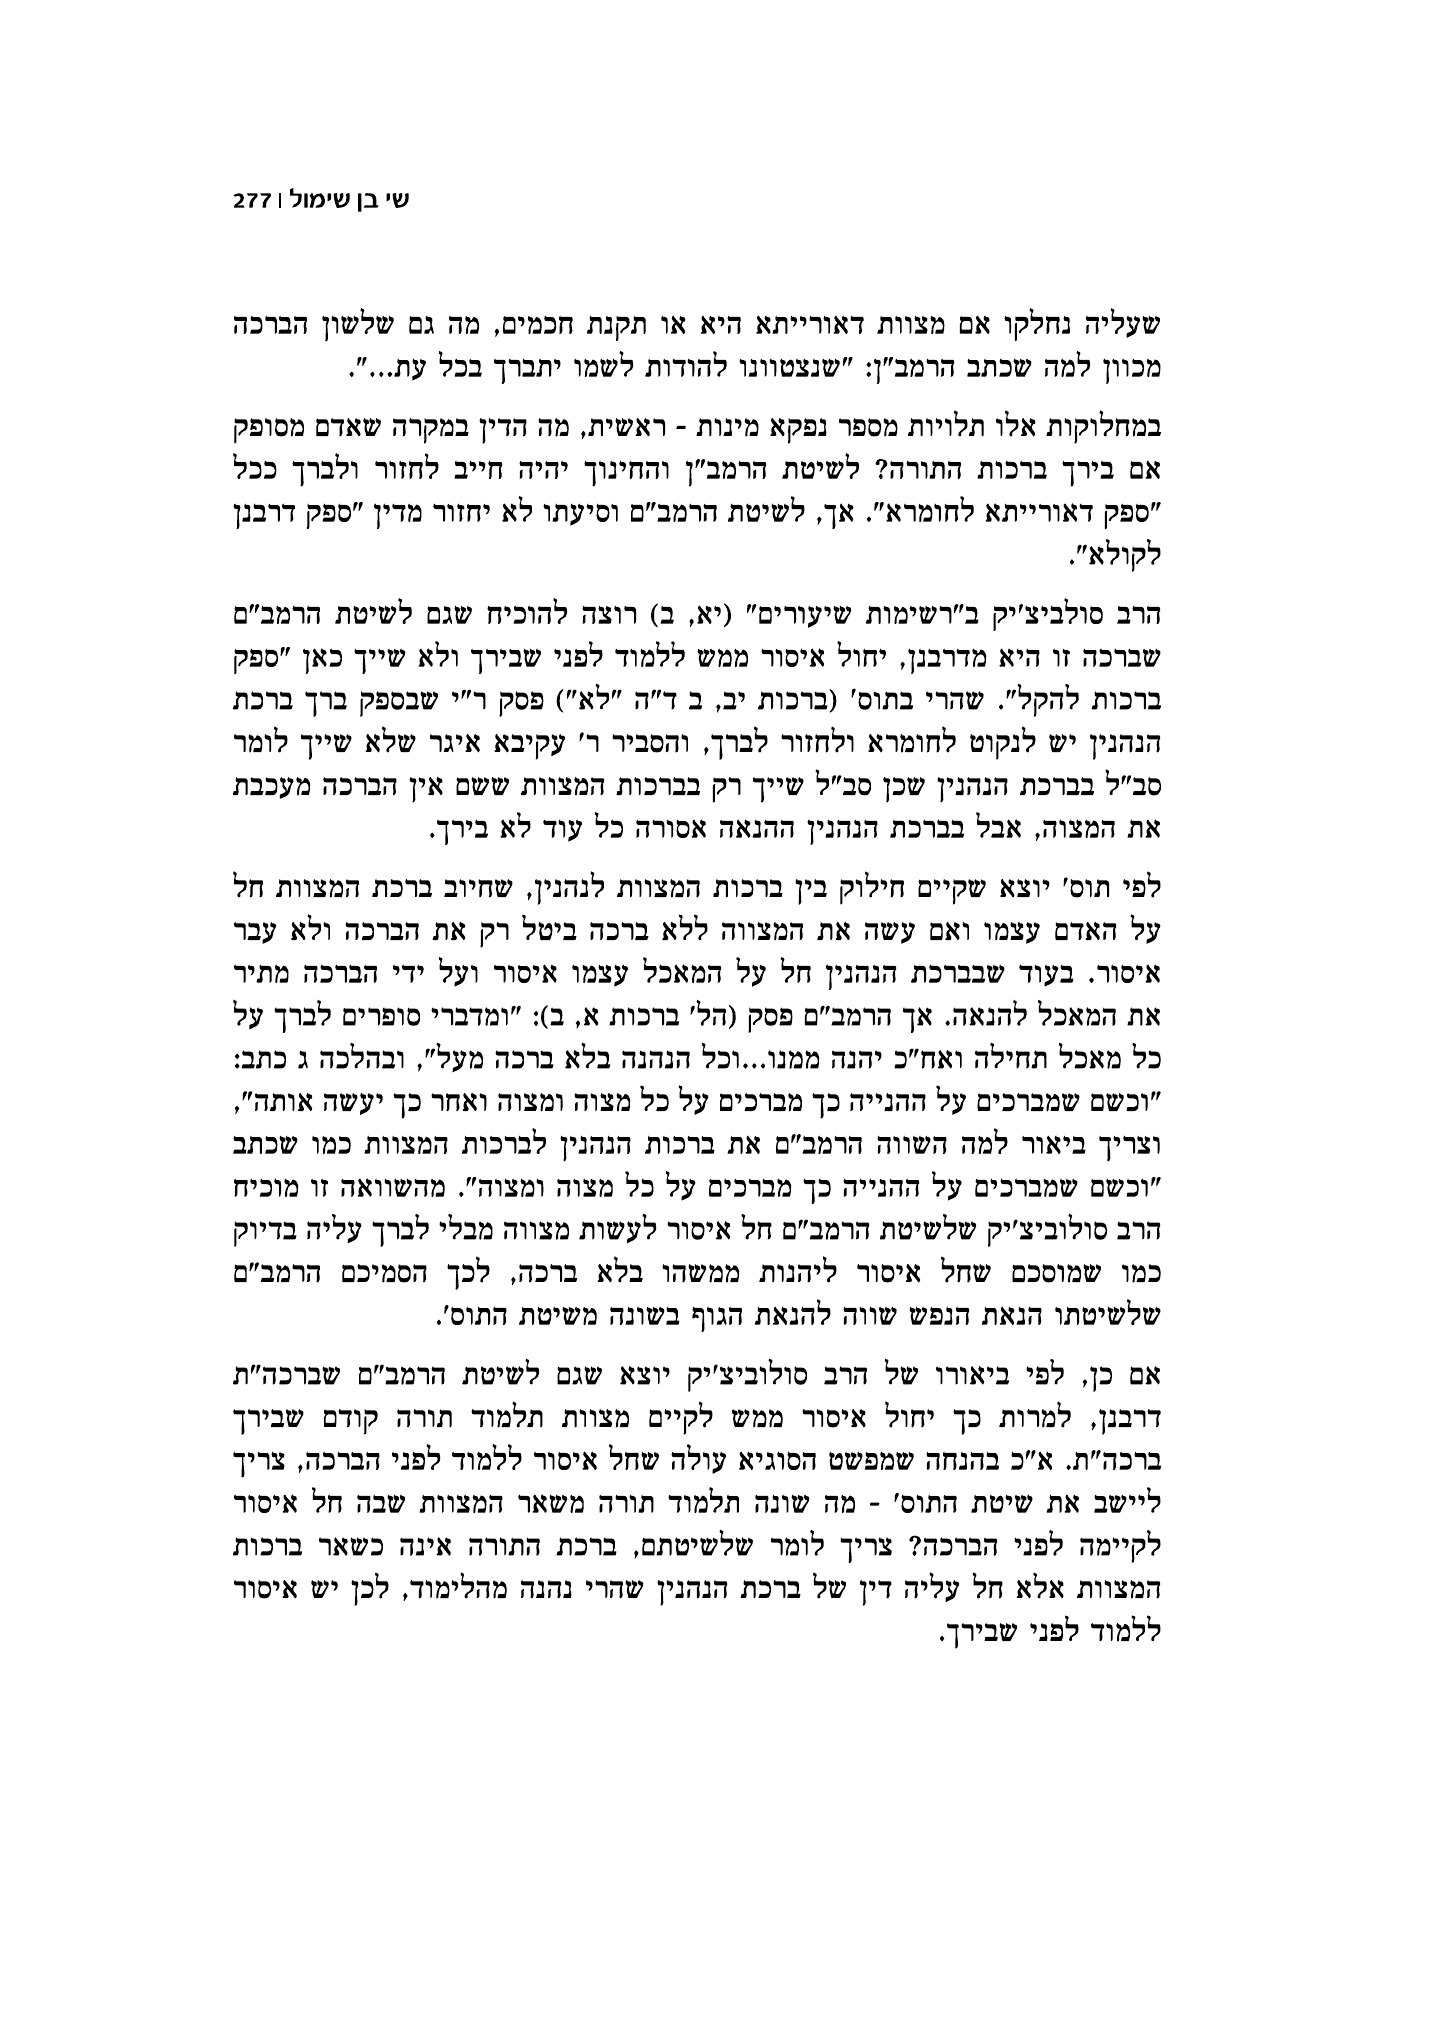 שי בן שימול | 277
שעליה נחלקו אם מצוות דאורייתא היא או תקנת חכמים, מה גם שלשון הברכה
מכוון למה שכתב הרמב"ן: "שנצטוונו להודות לשמו יתברך בכל עת...".
במחלוקות אלו תלויות מספר נפקא מינות - ראשית, מה הדין במקרה שאדם מסופק
אם בירך ברכות התורה? לשיטת הרמב"ן והחינוך יהיה חייב לחזור ולברך ככל
"ספק דאורייתא לחומרא". אך, לשיטת הרמב"ם וסיעתו לא יחזור מדין "ספק דרבנן
לקולא".
הרב סולביצ'יק ב"רשימות שיעורים" (יא, ב) רוצה להוכיח שגם לשיטת הרמב"ם
שברכה זו היא מדרבנן, יחול איסור ממש ללמוד לפני שבירך ולא שייך כאן "ספק
ברכות להקל". שהרי בתוס' (ברכות יב, ב ד"ה "לא") פסק ר"י שבספק ברך ברכת
הנהנין יש לנקוט לחומרא ולחזור לברך, והסביר ר' עקיבא איגר שלא שייך לומר
סב"ל בברכת הנהנין שכן סב"ל שייך רק בברכות המצוות ששם אין הברכה מעכבת
את המצוה, אבל בברכת הנהנין ההנאה אסורה כל עוד לא בירך.
לפי תוס' יוצא שקיים חילוק בין ברכות המצוות לנהנין, שחיוב ברכת המצוות חל
על האדם עצמו ואם עשה את המצווה ללא ברכה ביטל רק את הברכה ולא עבר
איסור. בעוד שבברכת הנהנין חל על המאכל עצמו איסור ועל ידי הברכה מתיר
את המאכל להנאה. אך הרמב"ם פסק (הל' ברכות א, ב): "ומדברי סופרים לברך על
כל מאכל תחילה ואח"כ יהנה ממנו...וכל הנהנה בלא ברכה מעל", ובהלכה ג כתב:
"וכשם שמברכים על ההנייה כך מברכים על כל מצוה ומצוה ואחר כך יעשה אותה",
וצריך ביאור למה השווה הרמב"ם את ברכות הנהנין לברכות המצוות כמו שכתב
"וכשם שמברכים על ההנייה כך מברכים על כל מצוה ומצוה". מהשוואה זו מוכיח
הרב סולוביצ'יק שלשיטת הרמב"ם חל איסור לעשות מצווה מבלי לברך עליה בדיוק
כמו שמוסכם שחל איסור ליהנות ממשהו בלא ברכה, לכך הסמיכם הרמב"ם
שלשיטתו הנאת הנפש שווה להנאת הגוף בשונה משיטת התוס'.
אם כן, לפי ביאורו של הרב סולוביצ'יק יוצא שגם לשיטת הרמב"ם שברכה"ת
דרבנן, למרות כך יחול איסור ממש לקיים מצוות תלמוד תורה קודם שבירך
ברכה"ת. א"כ בהנחה שמפשט הסוגיא עולה שחל איסור ללמוד לפני הברכה, צריך
ליישב את שיטת התוס' - מה שונה תלמוד תורה משאר המצוות שבה חל איסור
לקיימה לפני הברכה? צריך לומר שלשיטתם, ברכת התורה אינה כשאר ברכות
המצוות אלא חל עליה דין של ברכת הנהנין שהרי נהנה מהלימוד, לכן יש איסור
ללמוד לפני שבירך.